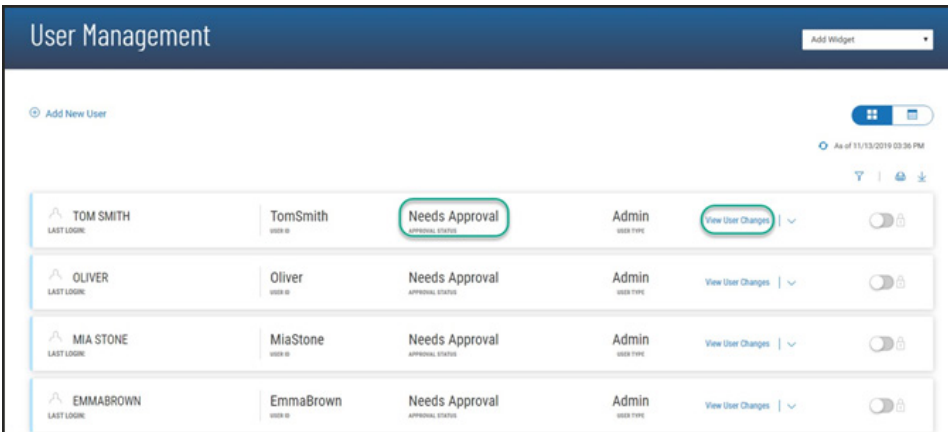 User Management
Add Widget
Add New User
As of 11/13/2019 03:36 PM
TOM SMITH TomSmith Needs Approval Admin View User Changes
LAST LOGIN: USER ID APPROVAL STATUS USER TYPE
OLIVER Oliver Needs Approval Admin View User Changes
LAST LOGIN: USER ID APPROVAL STATUS USER TYPE
MIA STONE MiaStone Needs Approval Admin View User Changes
LAST LOGIN: USER ID APPROVAL STATUS USER TYPE
EMMABROWN EmmaBrown Needs Approval Admin View User Changes
LAST LOGIN: USER ID APPROVAL STATUS USER TYPE